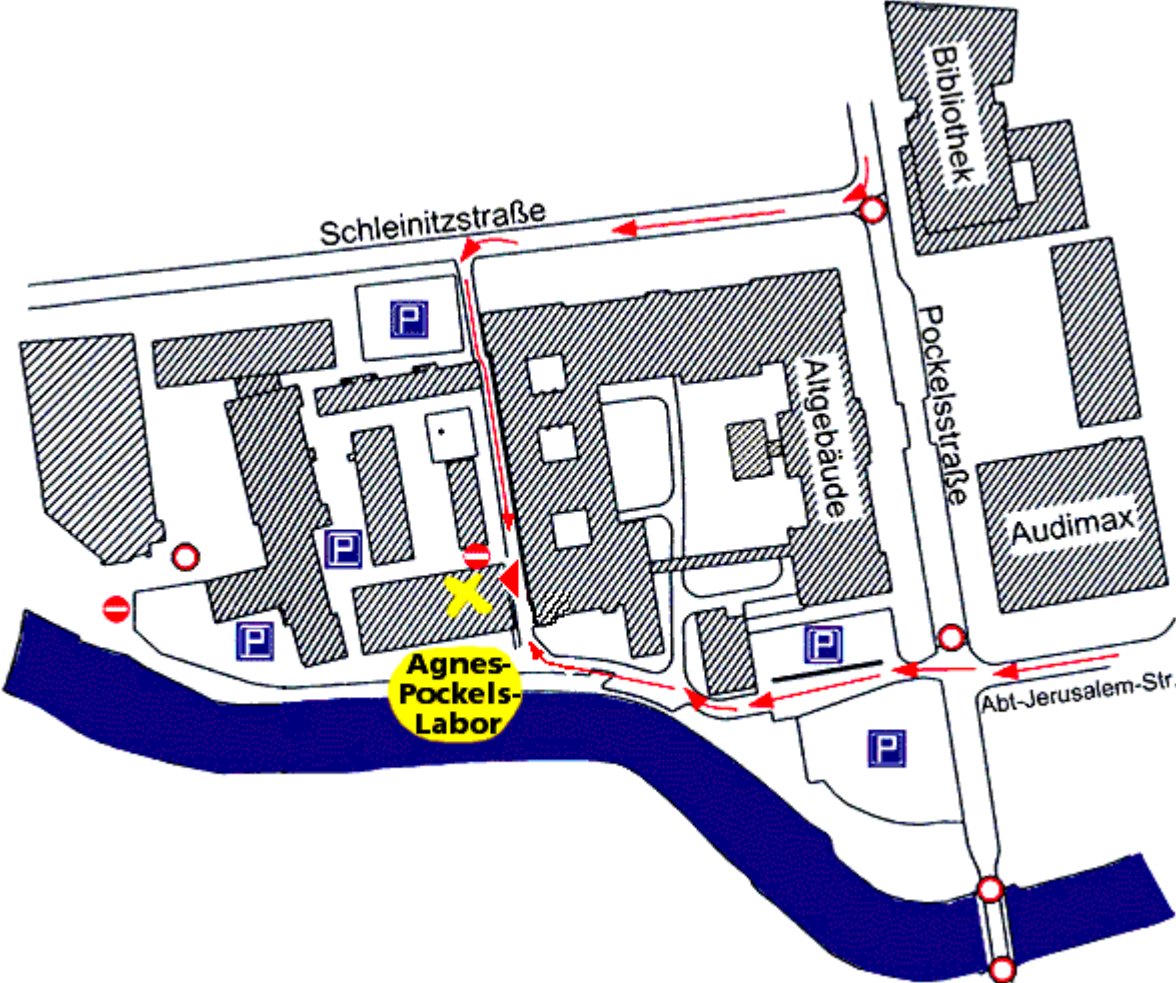 Bibliothek
Schleinitzstraße
P
Pockelsstraße
Altgebäude
Audimax
P
P
P
Agnes-
Pockels-
Labor
Abt-Jerusalem-Str.
P